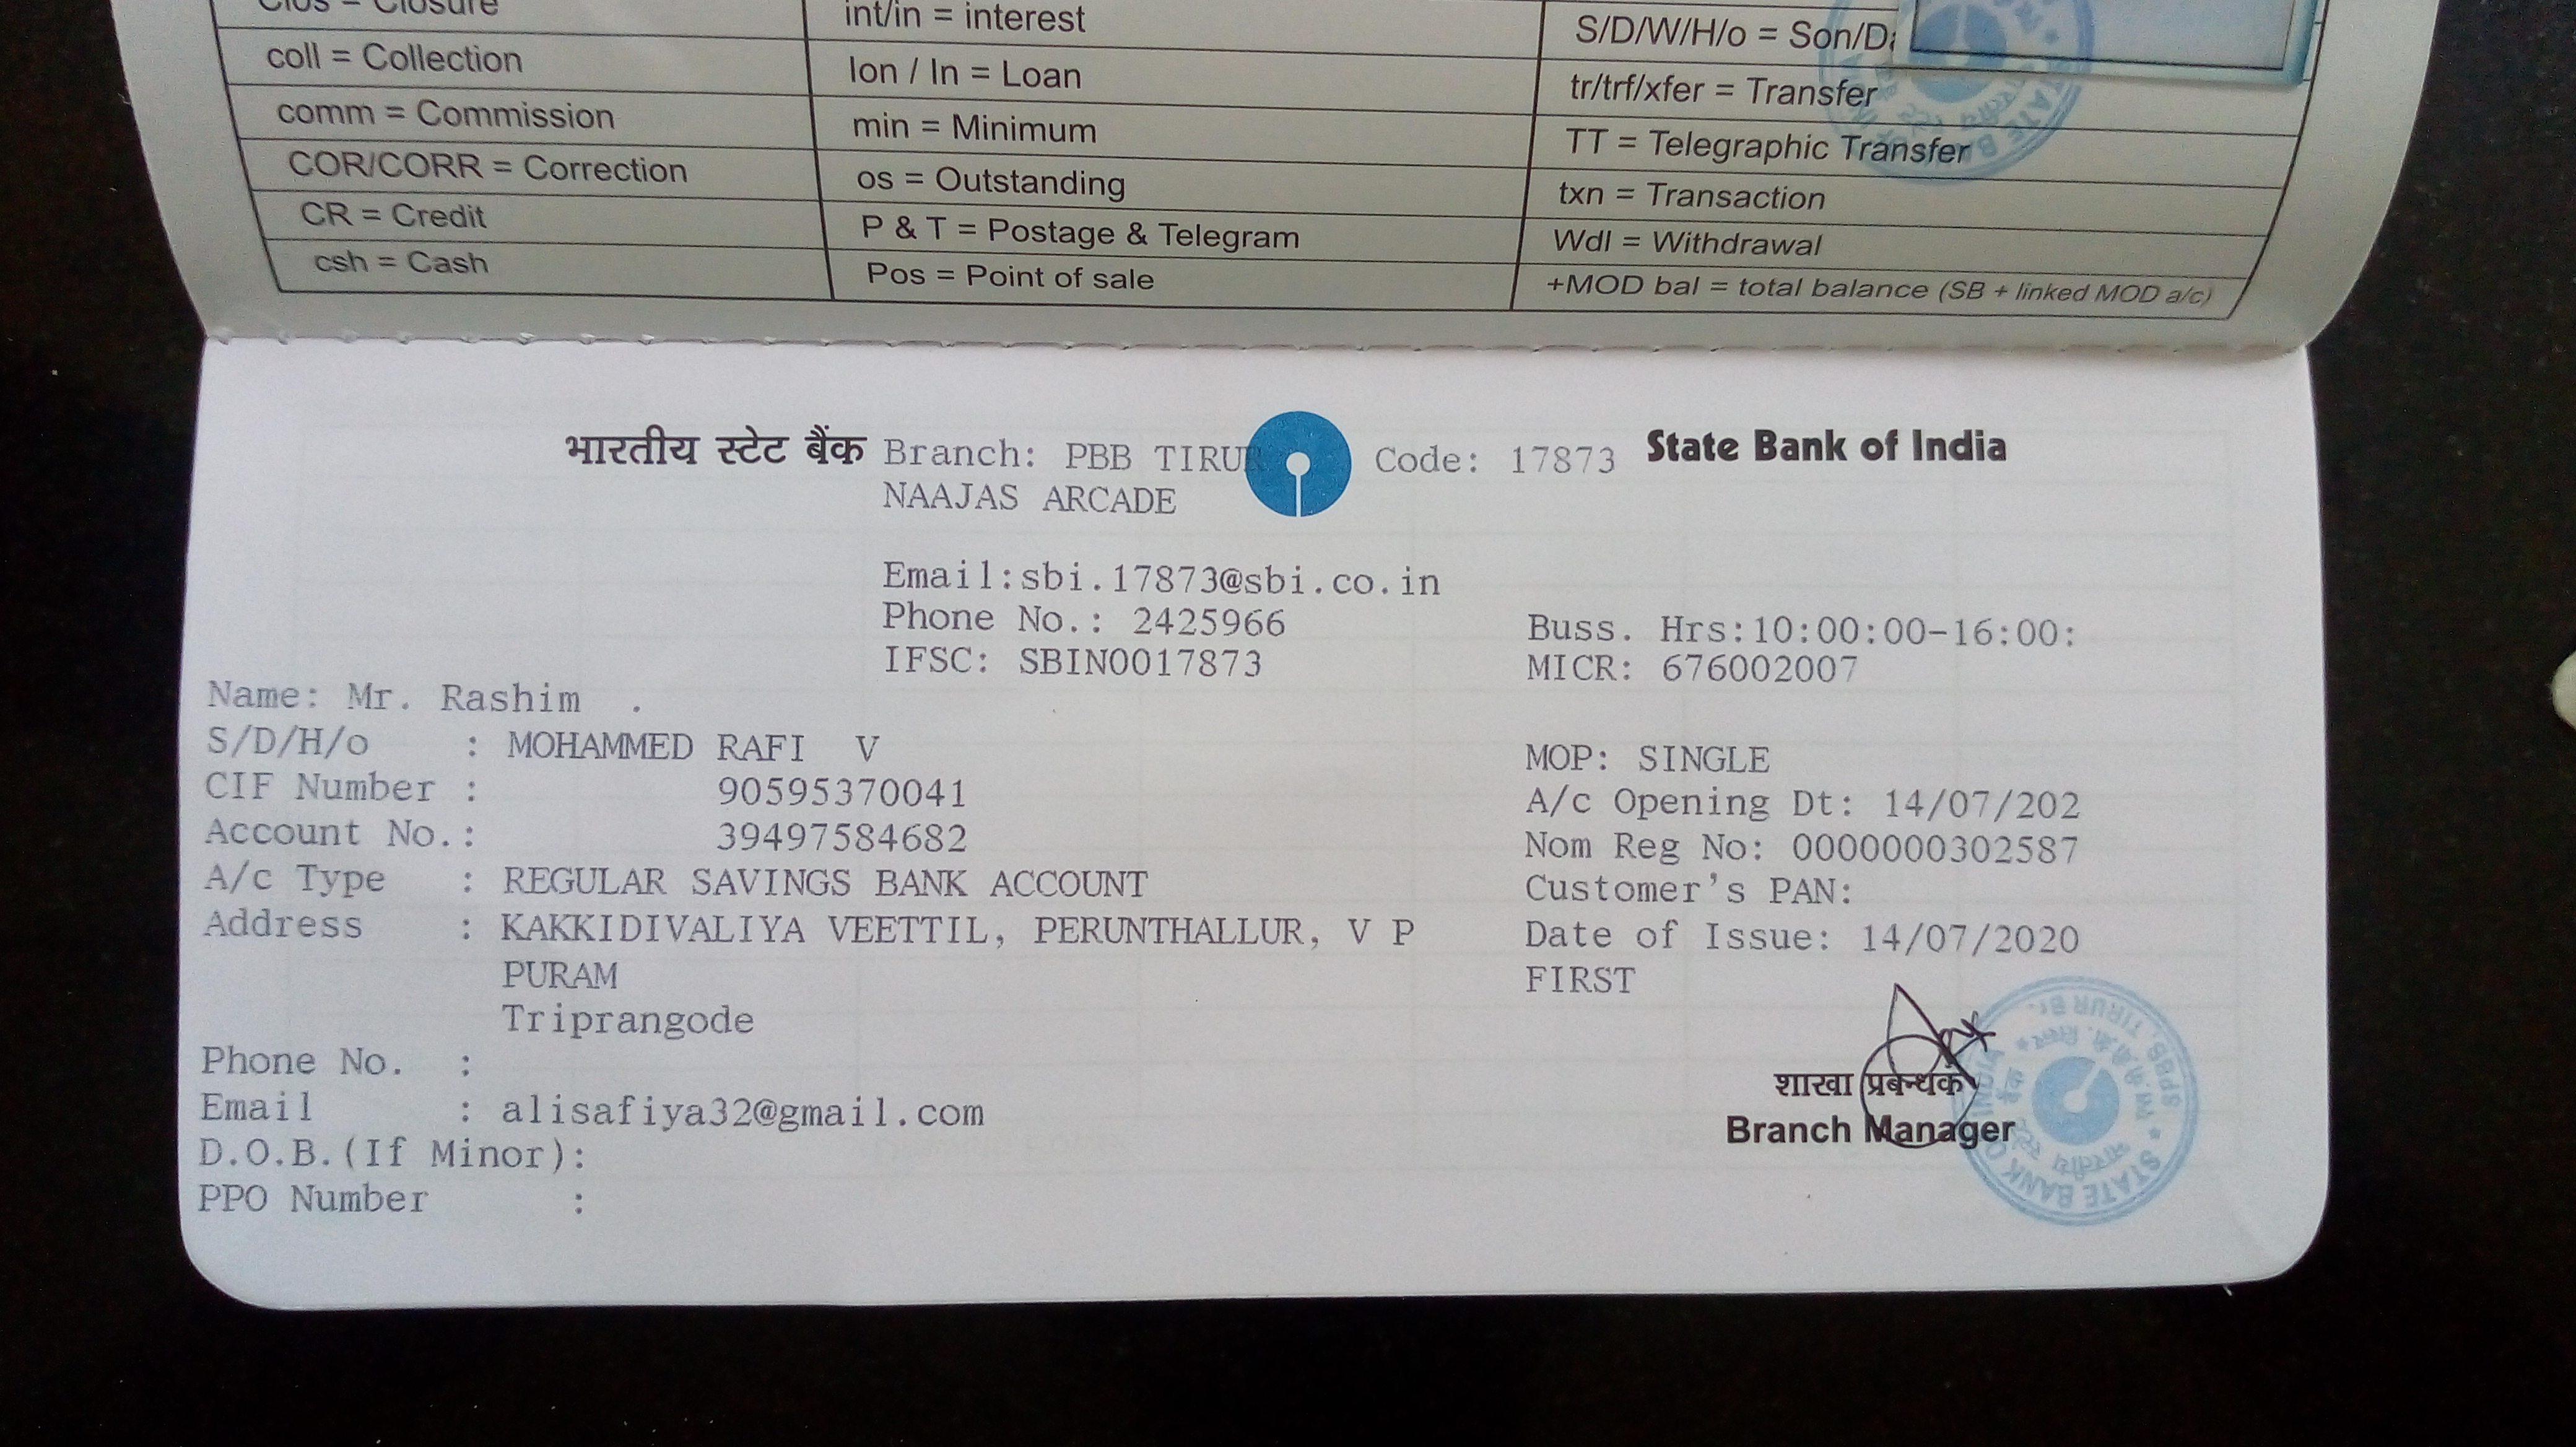 Clos = Closure
int/in = interest
S/D/W/H/o = Son/Da
coll = Collection
lon / ln = Loan
tr/trf/xfer = Transfer
comm = Commission
min = Minimum
TT = Telegraphic Transfer
COR/CORR = Correction
os = Outstanding
txn = Transaction
CR = Credit
P & T = Postage & Telegram
Wdl = Withdrawal
csh = Cash
Pos = Point of sale
+MOD bal = total balance (SB + linked MOD a/c)
भारतीय स्टेट बैंक Branch: PBB TIRUR Code: 17873 State Bank of India
NAAJAS ARCADE
Email:sbi.17873@sbi.co.in
Phone No.: 2425966 Buss. Hrs:10:00:00-16:00:
IFSC: SBIN0017873 MICR: 676002007
Name: Mr. Rashim .
S/D/H/o : MOHAMMED RAFI V MOP: SINGLE
CIF Number : 90595370041 A/c Opening Dt: 14/07/202
Account No.: 39497584682 Nom Reg No: 0000000302587
A/c Type : REGULAR SAVINGS BANK ACCOUNT Customer's PAN:
Address : KAKKIDIVALIYA VEETTIL, PERUNTHALLUR, V P Date of Issue: 14/07/2020
PURAM FIRST
Triprangode
Phone No. :
Email : alisafiya32@gmail.com
D.O.B.(If Minor):
PPO Number :
शाखा प्रबन्धक
Branch Manager
STATE BANK OF INDIA
TIRUR Br.